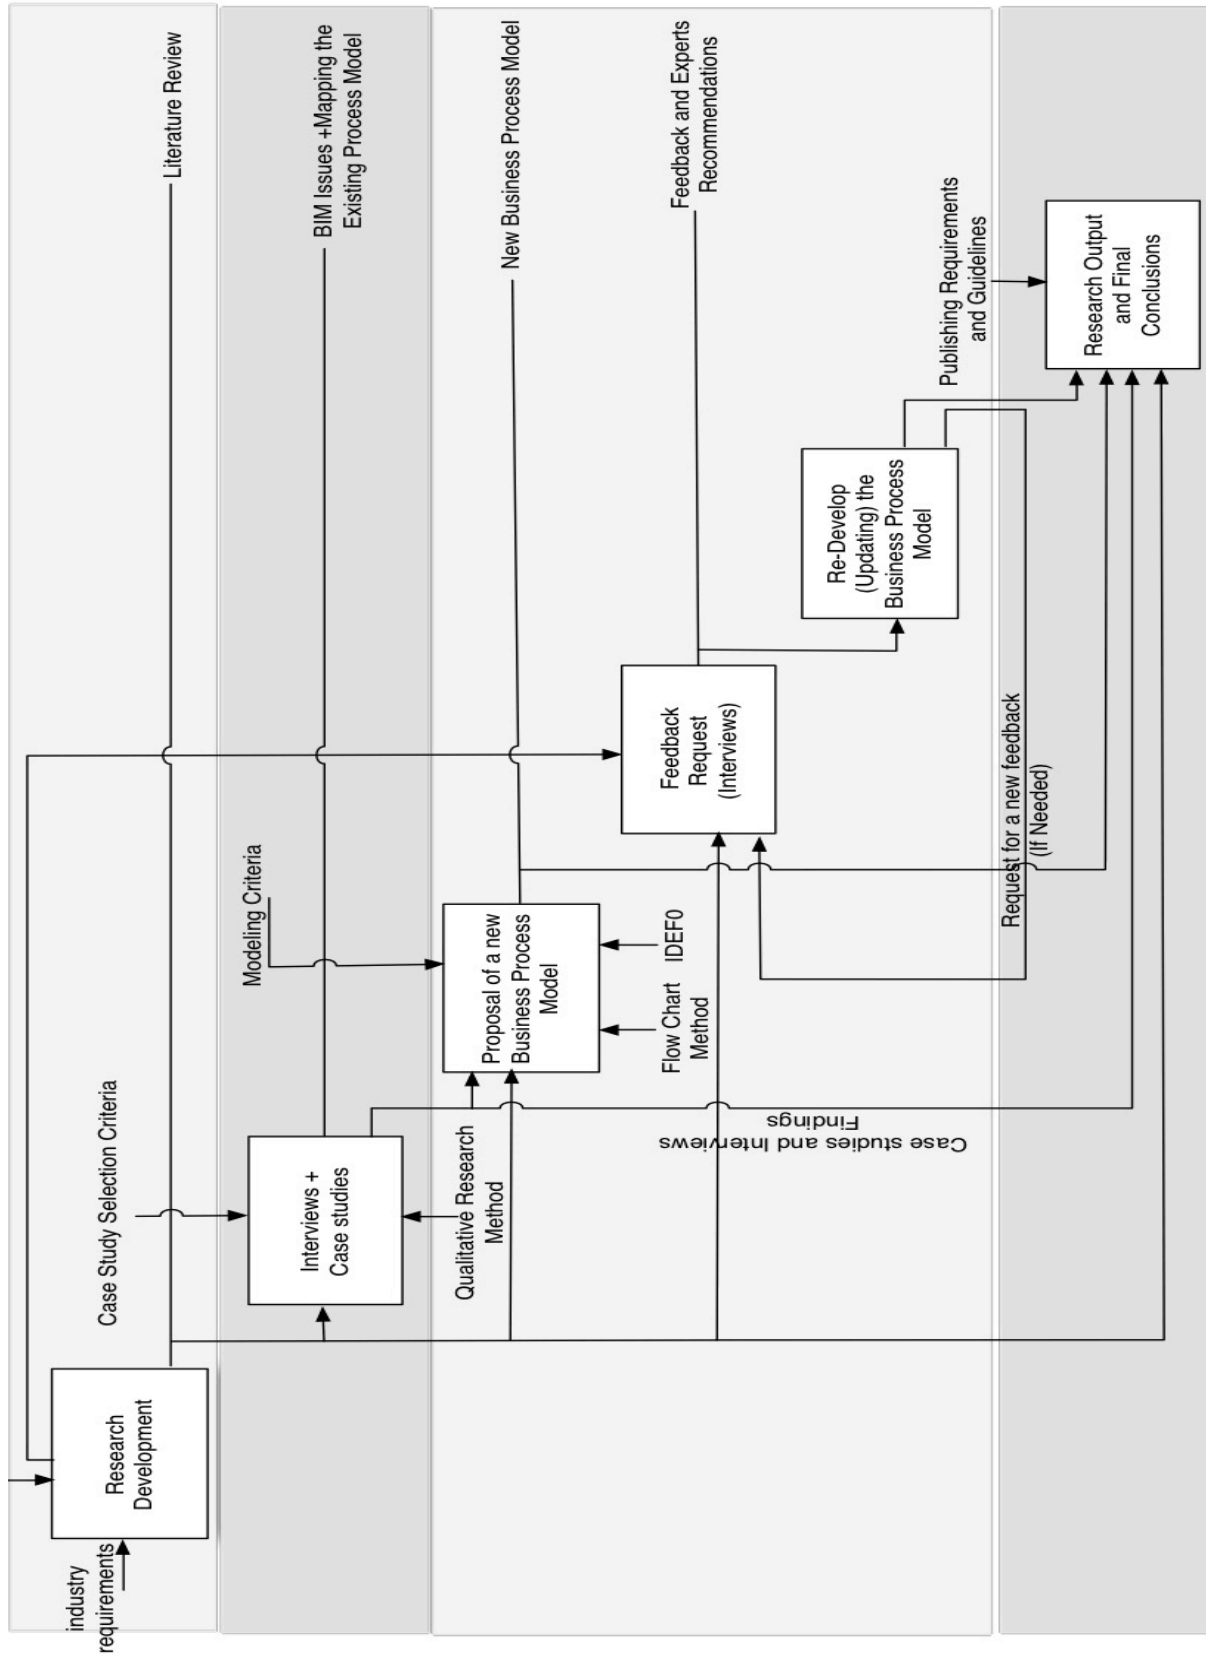 industry
requirements
Research
Development
Literature Review
Case Study Selection Criteria
Interviews +
Case studies
Qualitative Research
Method
BIM Issues +Mapping the
Existing Process Model
Modeling Criteria
Proposal of a new
Business Process
Model
Flow Chart
Method
IDEF0
New Business Process Model
Case studies and Interviews
Findings
Feedback
Request
(Interviews)
Feedback and Experts
Recommendations
Re-Develop
(Updating) the
Business Process
Model
Request for a new feedback
(If Needed)
Publishing Requirements
and Guidelines
Research Output
and Final
Conclusions